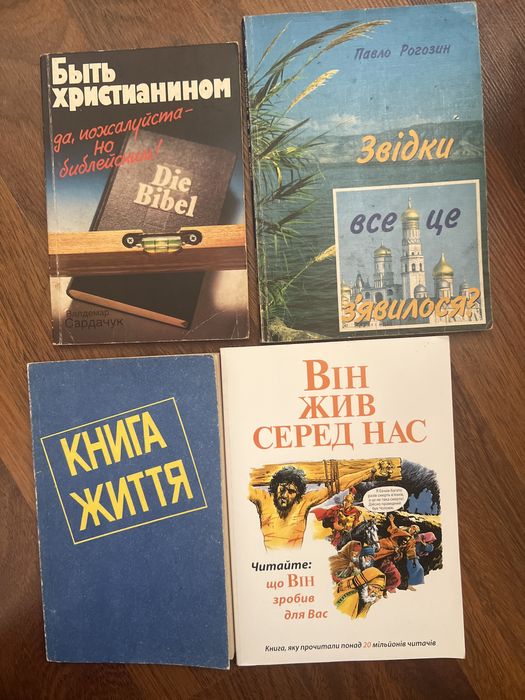 Быть
христианином
да, пожалуйста –
но
библейским!
Die
Bibel
Валдемар
Сардачук
Павло Рогозин
Звідки
все це
з'явилося?
КНИГА
ЖИТТЯ
ВІН
ЖИВ
СЕРЕД НАС
Читайте:
що ВІН
зробив
для Вас
Книга, яку прочитали понад 20 мільйонів читачів